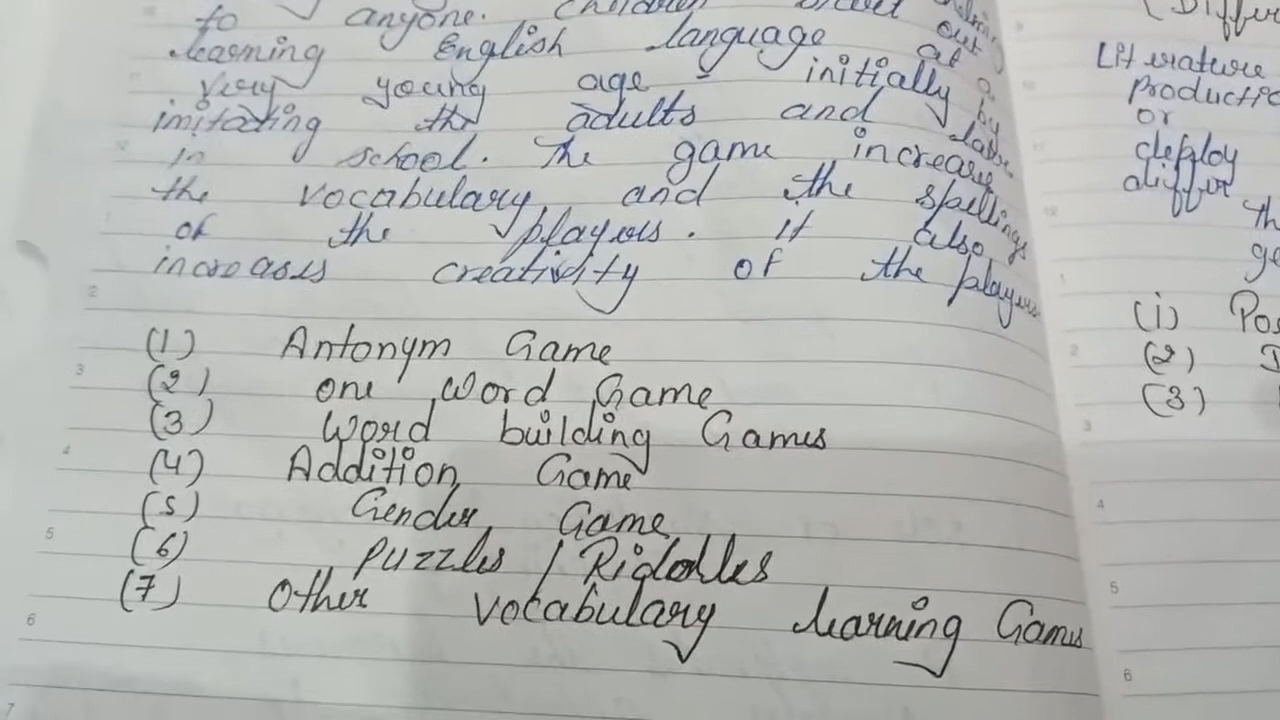 to anyone. Children
learning English language out at a
very young age initially by
imitating the adults and
in school. The game increase
the vocabulary and the spellings
of the players. It also
increases creativity of the players
(1) Antonym Game
(2) one word Game
(3) Word building Games
(4) Addition Game
(5) Gender Game
(6) Puzzles / Riddles
(7) Other vocabulary learning Games
Literature
or
deploy
differ
(i)
(2)
(3)